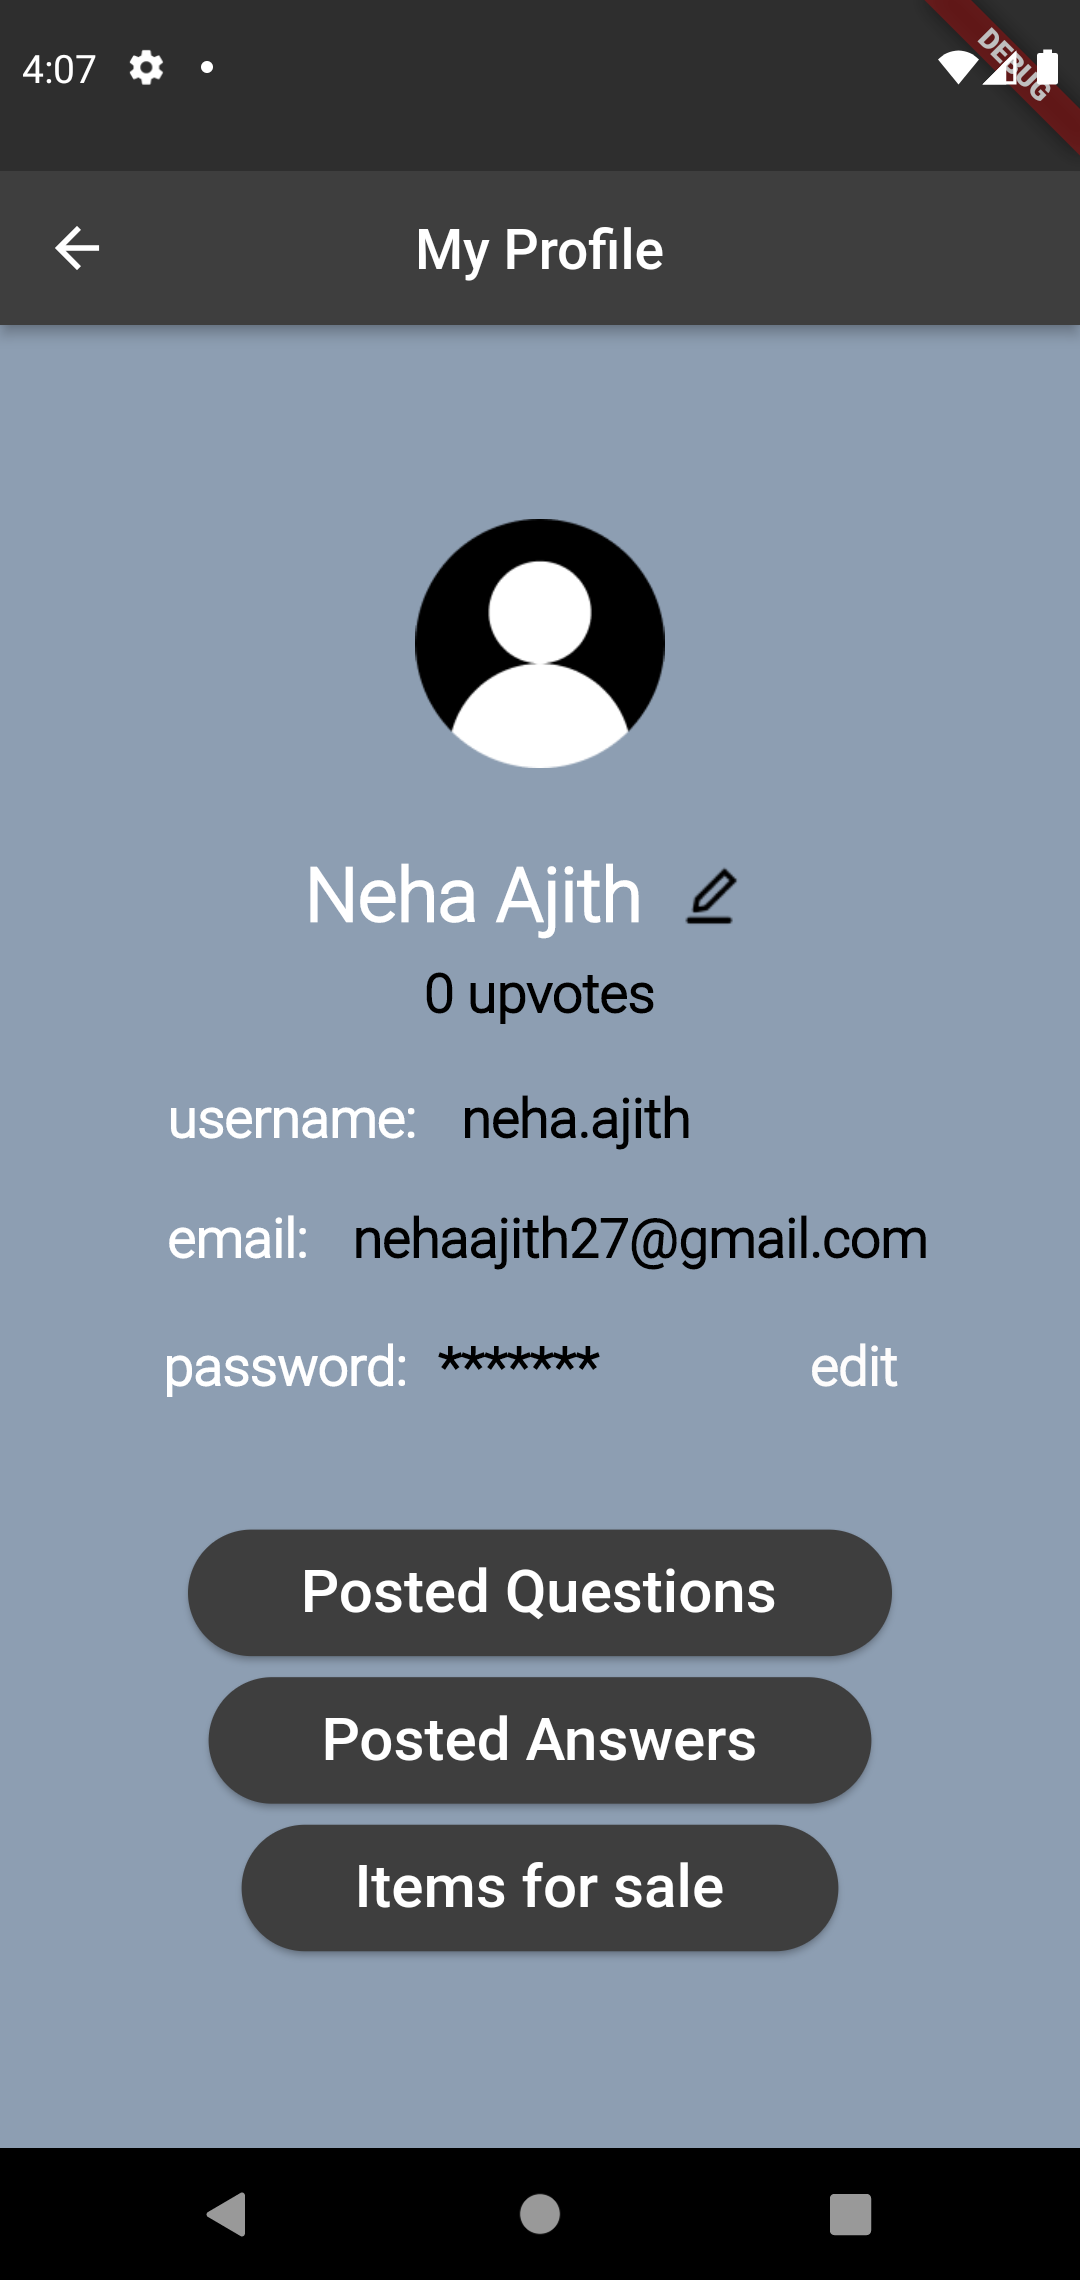 4:07
DEBUG
My Profile
Neha Ajith
0 upvotes
username: neha.ajith
email: nehaajith27@gmail.com
password: ******* edit
Posted Questions
Posted Answers
Items for sale